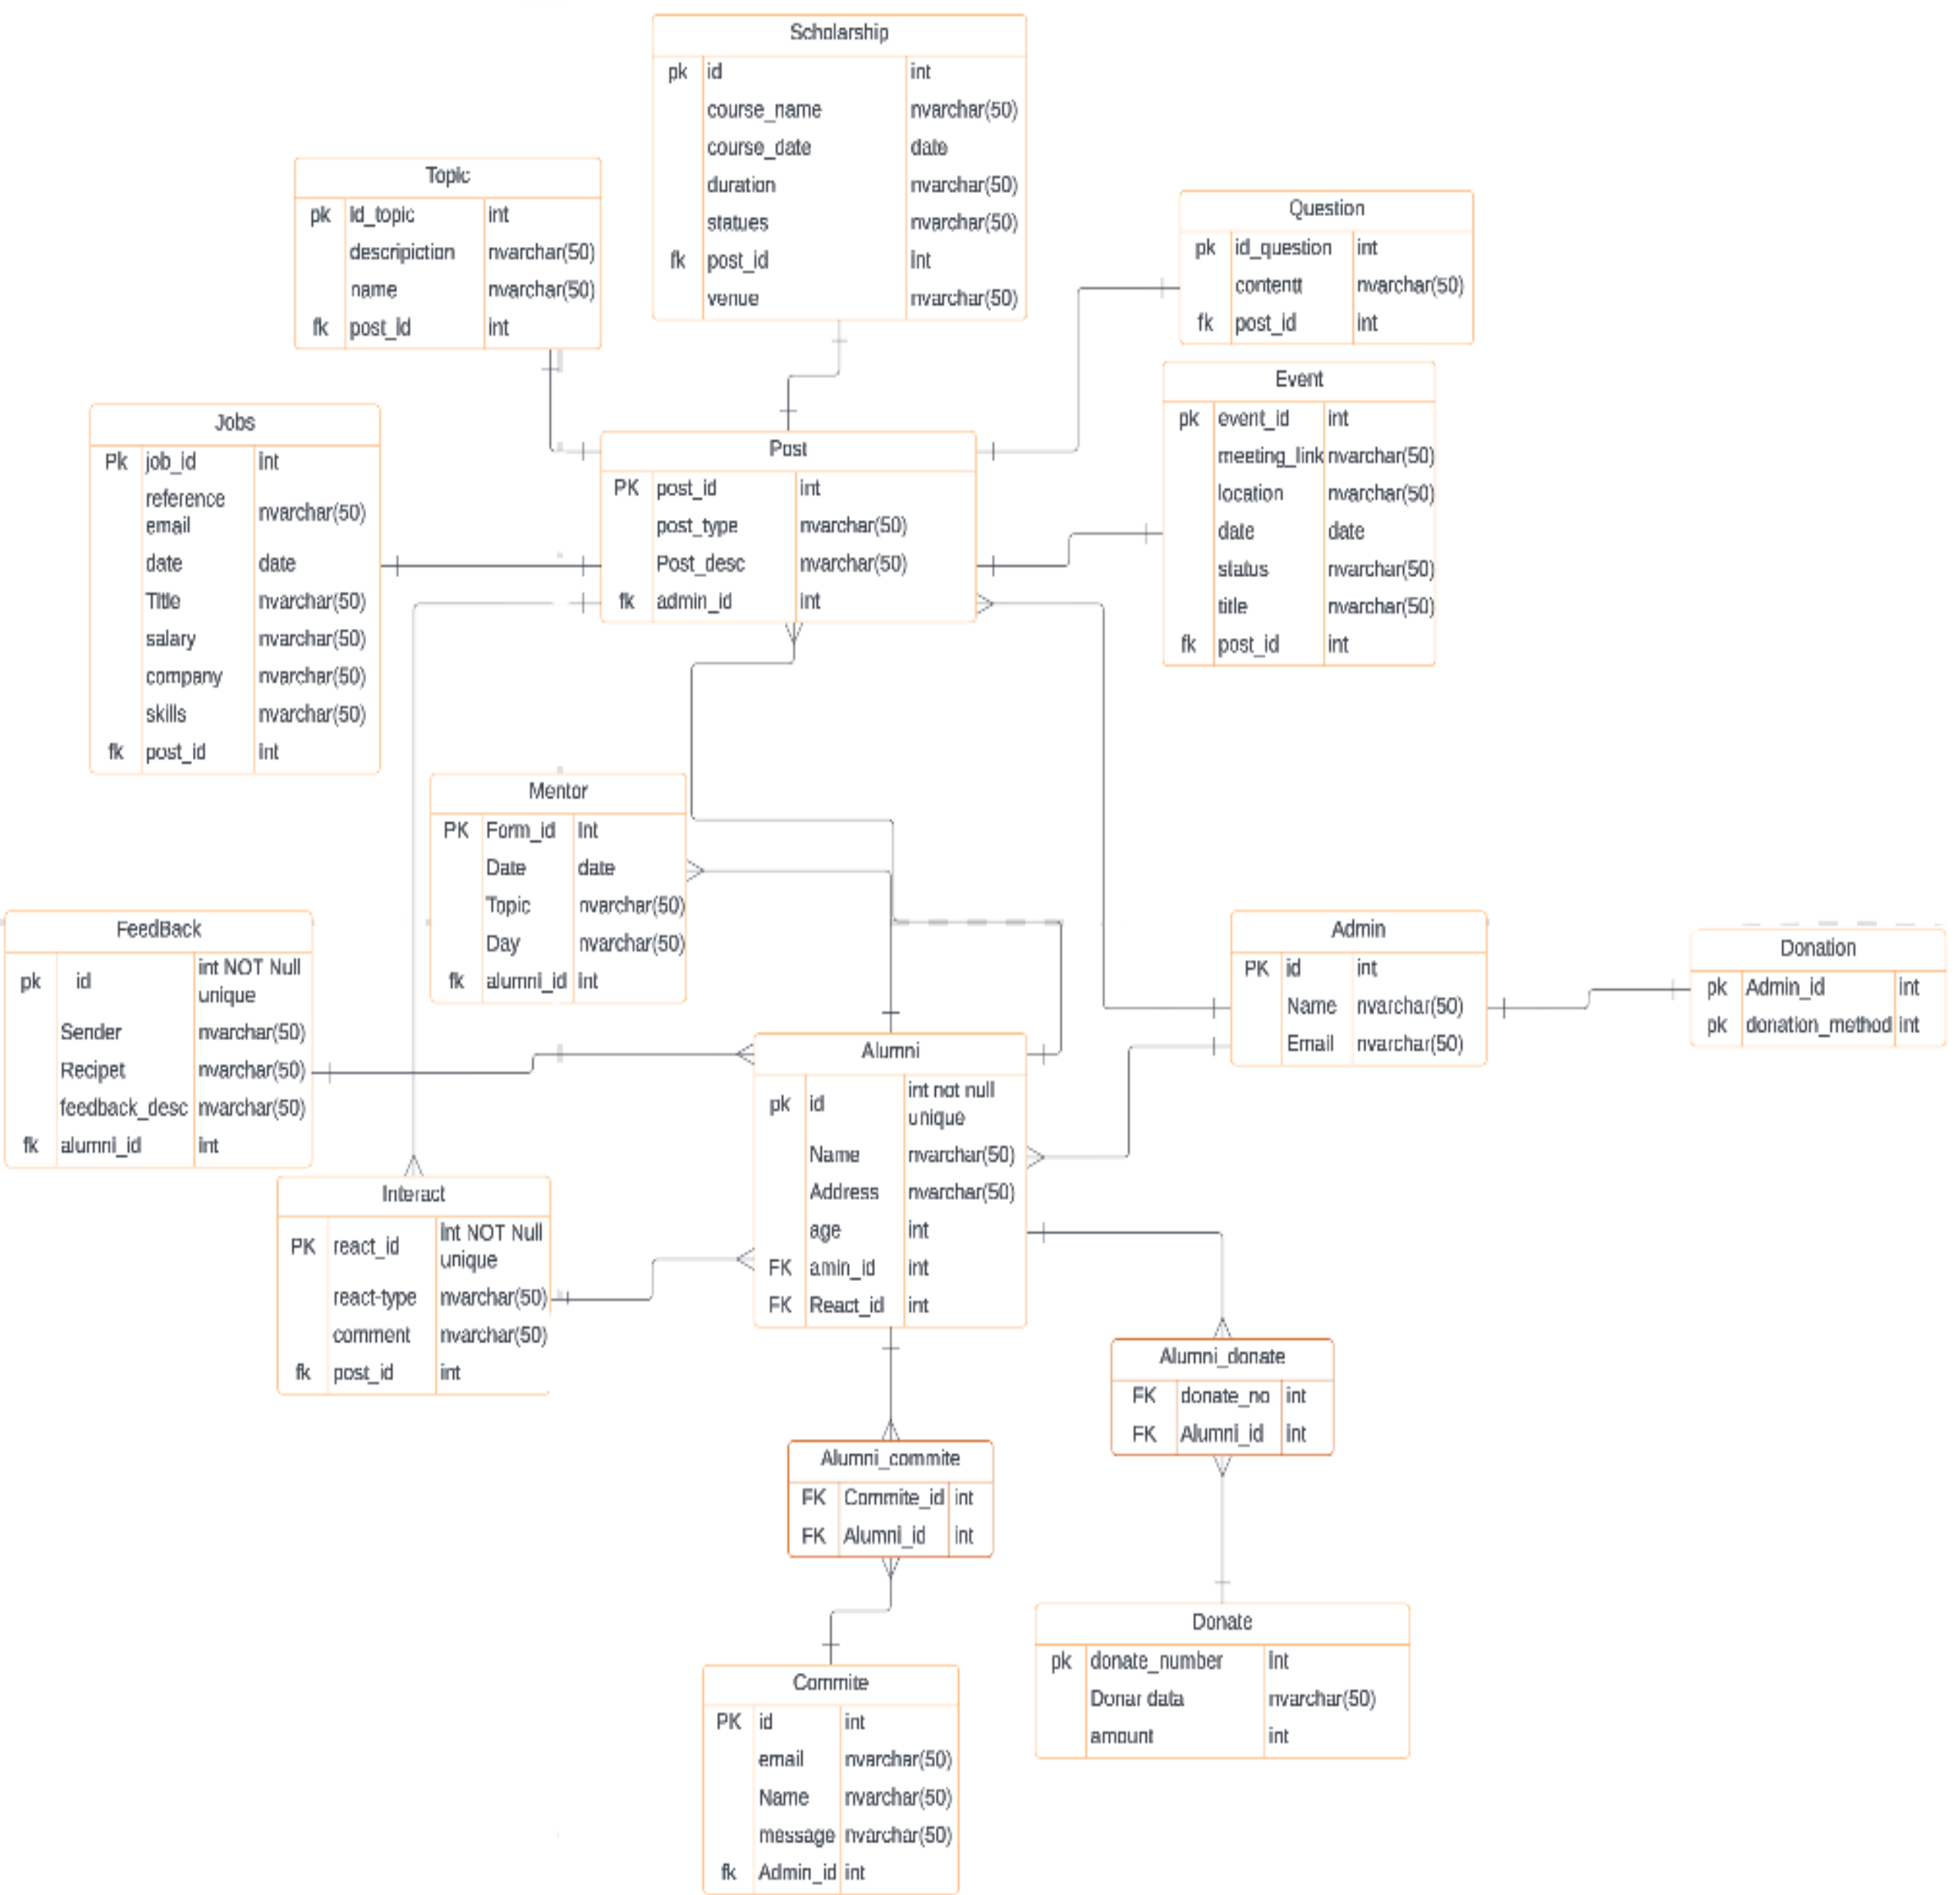 Scholarship
pk id int
course_name nvarchar(50)
course_date date
duration nvarchar(50)
statues nvarchar(50)
fk post_id int
venue nvarchar(50)
Topic
pk Id_topic int
descripiction nvarchar(50)
name nvarchar(50)
fk post_id int
Question
pk id_question int
contentt nvarchar(50)
fk post_id int
Event
pk event_id int
meeting_link nvarchar(50)
location nvarchar(50)
date date
status nvarchar(50)
title nvarchar(50)
fk post_id int
Jobs
Pk job_id int
reference
email nvarchar(50)
date date
Title nvarchar(50)
salary nvarchar(50)
company nvarchar(50)
skills nvarchar(50)
fk post_id int
Post
PK post_id int
post_type nvarchar(50)
Post_desc nvarchar(50)
fk admin_id int
Mentor
PK Form_id Int
Date date
Topic nvarchar(50)
Day nvarchar(50)
fk alumni_id int
FeedBack
pk id int NOT Null
unique
Sender nvarchar(50)
Recipet nvarchar(50)
feedback_desc nvarchar(50)
fk alumni_id int
Admin
PK id int
Name nvarchar(50)
Email nvarchar(50)
Donation
pk Admin_id int
pk donation_method int
Alumni
pk id int not null
unique
Name nvarchar(50)
Address nvarchar(50)
age int
FK amin_id int
FK React_id int
Interact
PK react_id int NOT Null
unique
react-type nvarchar(50)
comment nvarchar(50)
fk post_id int
Alumni_donate
FK donate_no int
FK Alumni_id int
Alumni_commite
FK Commite_id int
FK Alumni_id int
Donate
pk donate_number int
Donar data nvarchar(50)
amount int
Commite
PK id int
email nvarchar(50)
Name nvarchar(50)
message nvarchar(50)
fk Admin_id int